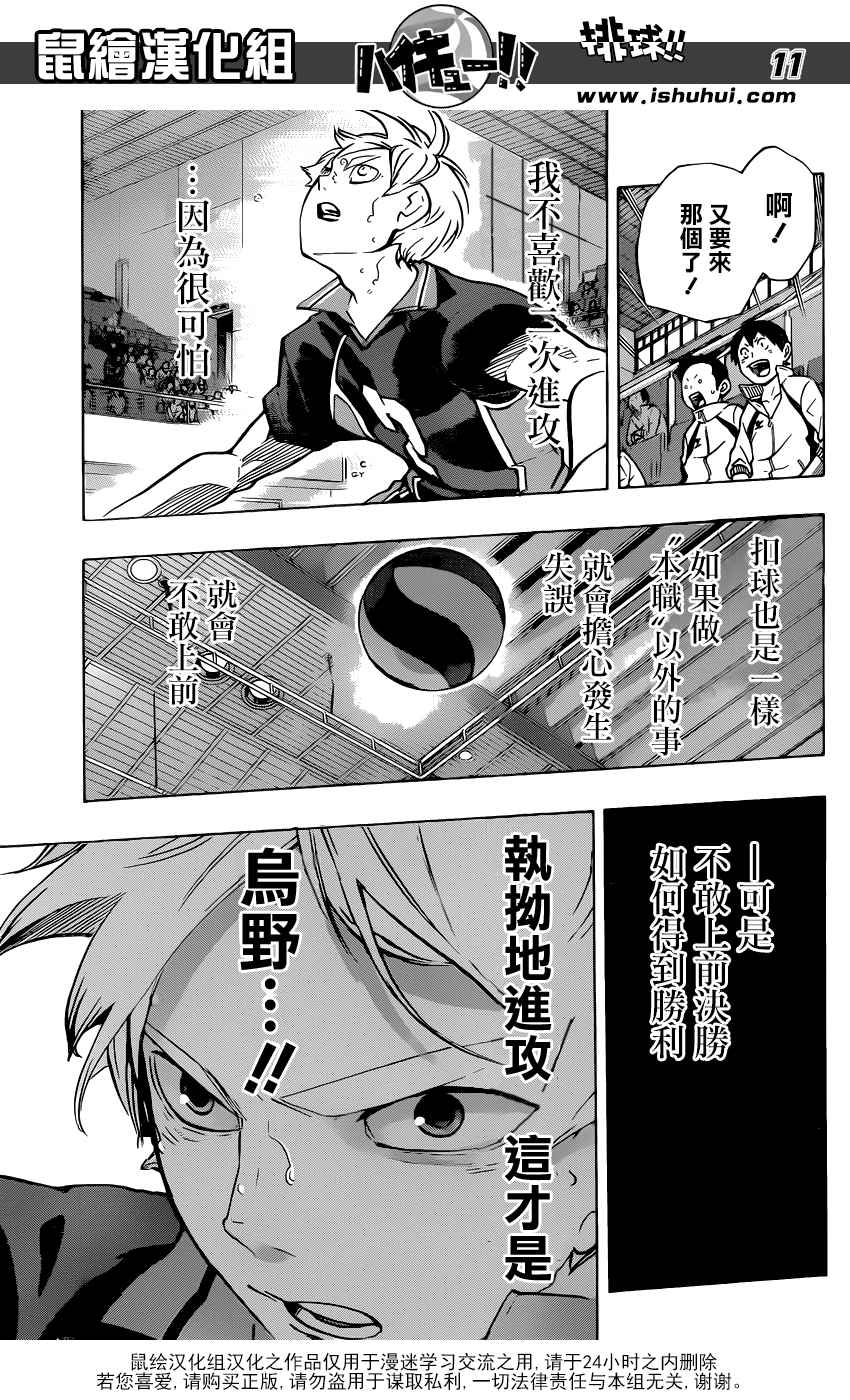 鼠繪漢化組
ハイキュー!!
排球!!
11
www.ishuhui.com
啊!
又要來
那個了!
我不喜歡二次進攻
…因為很可怕
扣球也是一樣
如果做
“本職”以外的事
就會擔心發生
失誤
就會
不敢上前
—可是
不敢上前決勝
如何得到勝利
執拗地進攻 這才是
烏野…!!
鼠绘汉化组汉化之作品仅用于漫迷学习交流之用, 请于24小时之内删除
若您喜爱, 请购买正版, 请勿盗用于谋取私利, 一切法律责任与本组无关, 谢谢。